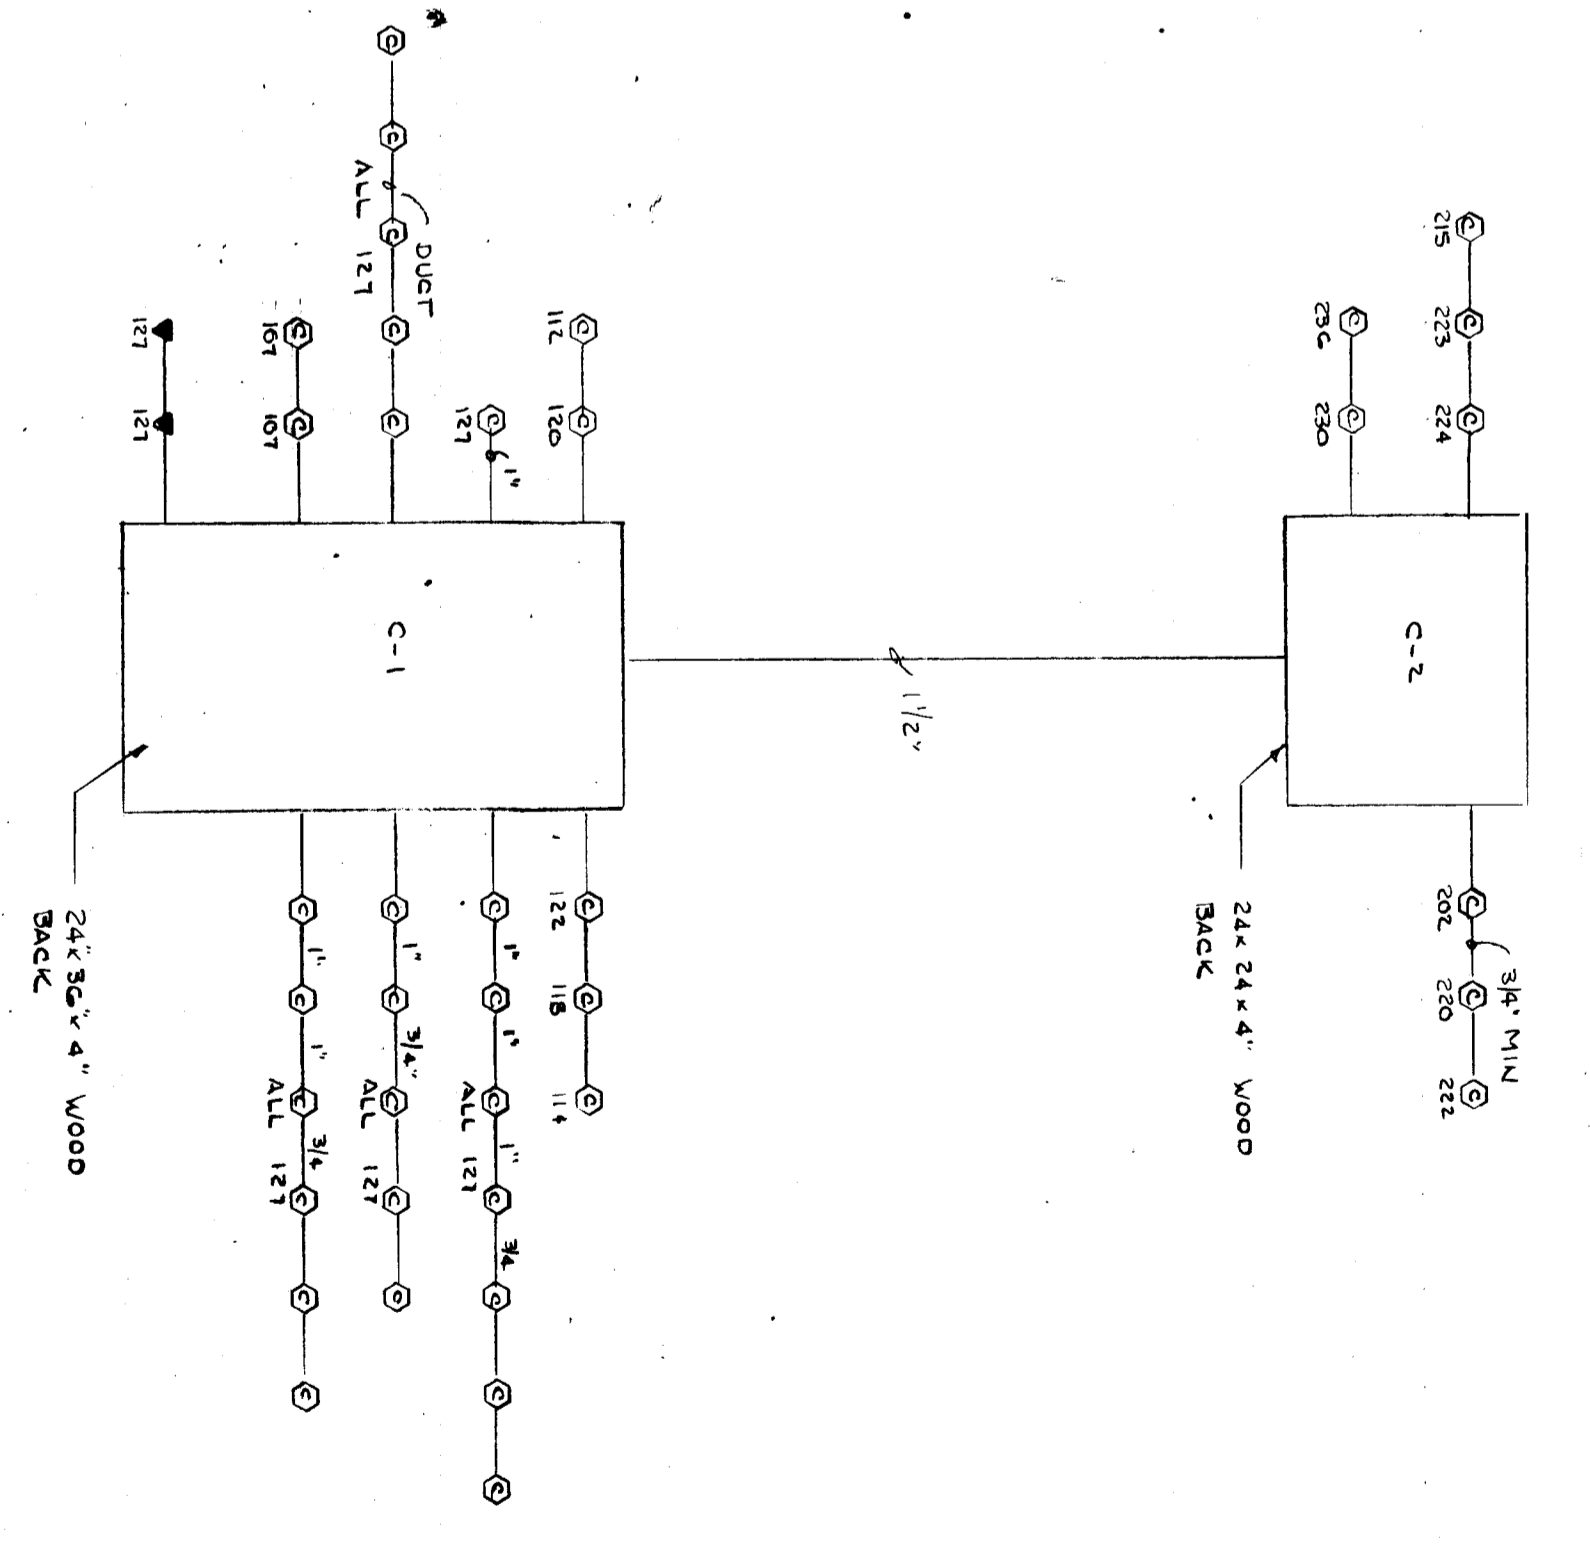 3/4" MIN
C C C C C C
215 223 224 202 220 222
C-2
C C
236 230
24 x 24 x 4" WOOD
BACK
1 1/2"
C C C C C
112 120 122 118 114
1" 1" 1" 1" 3/4
C C C C C C C C
127 ALL 127
DUCT 1" 3/4"
C C C C C C C C C C
C-1
ALL 127 ALL 127
1" 1" 3/4
C C C C C C C C
107 107 ALL 127
127 127
24" x 36" x 4" WOOD
BACK